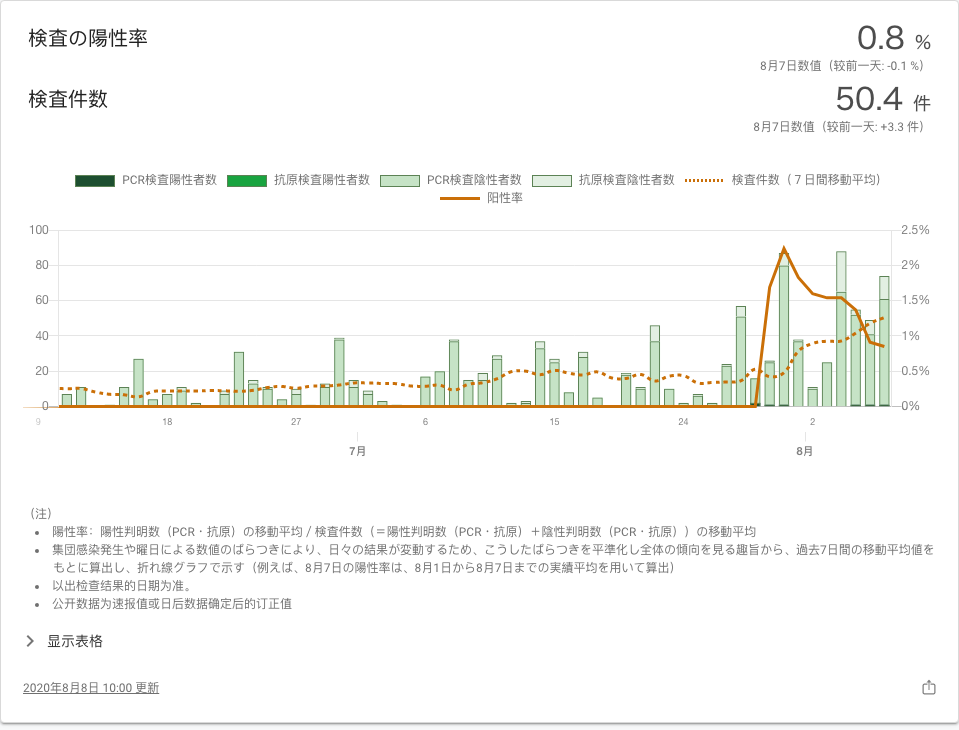 検査の陽性率
0.8 %
8月7日数值（较前一天: -0.1 %）
検査件数
50.4 件
8月7日数值（较前一天: +3.3 件）
PCR検査陽性者数 抗原検査陽性者数 PCR検査陰性者数 抗原検査陰性者数 検査件数（７日間移動平均）
阳性率
100 2.5%
80 2%
60 1.5%
40 1%
20 0.5%
0 0%
9 18 27 6 15 24 2
7月 8月
（注）
陽性率：陽性判明数（PCR・抗原）の移動平均 / 検査件数（＝陽性判明数（PCR・抗原）＋陰性判明数（PCR・抗原））の移動平均
集団感染発生や曜日による数値のばらつきにより、日々の結果が変動するため、こうしたばらつきを平準化し全体の傾向を見る趣旨から、過去7日間の移動平均値を
もとに算出し、折れ線グラフで示す（例えば、8月7日の陽性率は、8月1日から8月7日までの実績平均を用いて算出）
以出检查结果的日期为准。
公开数据为速报值或日后数据确定后的订正值
显示表格
2020年8月8日 10:00 更新